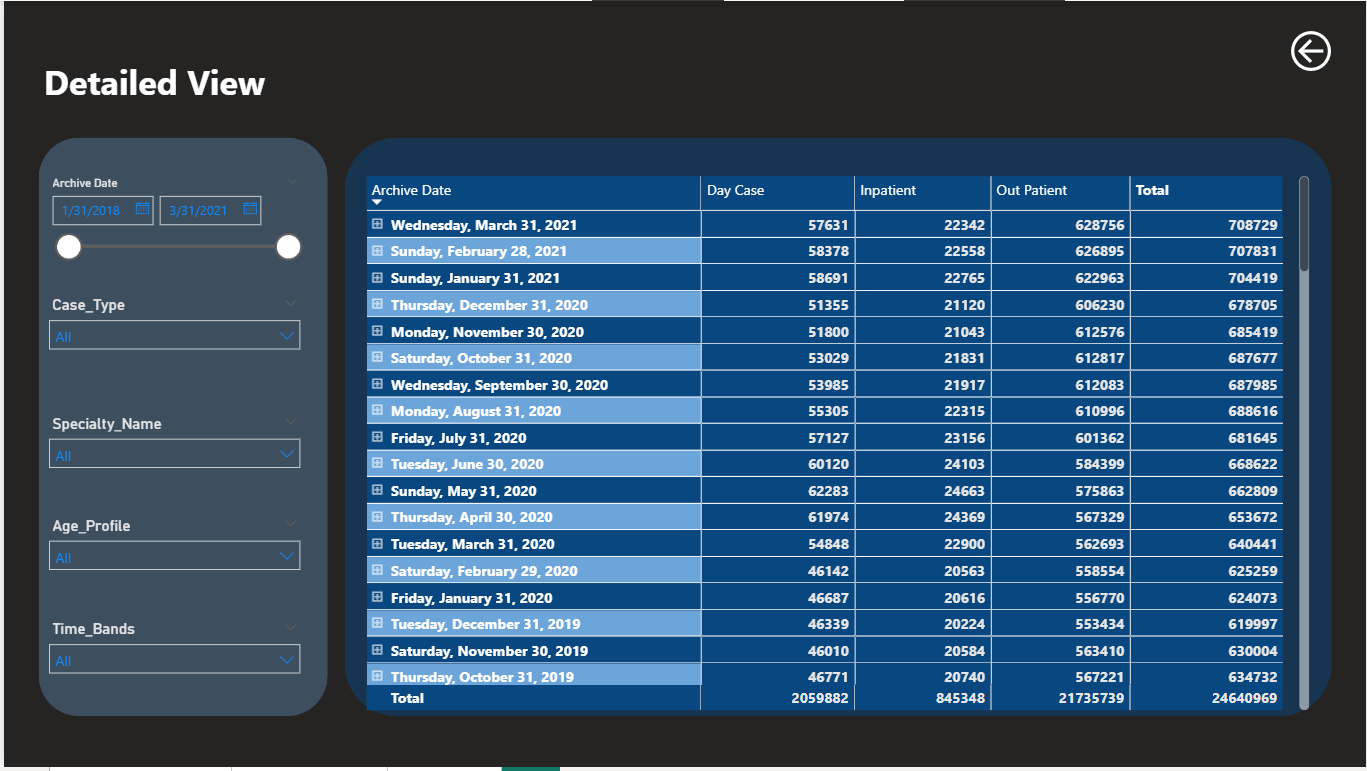 Detailed View
Archive Date
1/31/2018 3/31/2021
Case_Type
All
Specialty_Name
All
Age_Profile
All
Time_Bands
All
Archive Date Day Case Inpatient Out Patient Total
Wednesday, March 31, 2021 57631 22342 628756 708729
Sunday, February 28, 2021 58378 22558 626895 707831
Sunday, January 31, 2021 58691 22765 622963 704419
Thursday, December 31, 2020 51355 21120 606230 678705
Monday, November 30, 2020 51800 21043 612576 685419
Saturday, October 31, 2020 53029 21831 612817 687677
Wednesday, September 30, 2020 53985 21917 612083 687985
Monday, August 31, 2020 55305 22315 610996 688616
Friday, July 31, 2020 57127 23156 601362 681645
Tuesday, June 30, 2020 60120 24103 584399 668622
Sunday, May 31, 2020 62283 24663 575863 662809
Thursday, April 30, 2020 61974 24369 567329 653672
Tuesday, March 31, 2020 54848 22900 562693 640441
Saturday, February 29, 2020 46142 20563 558554 625259
Friday, January 31, 2020 46687 20616 556770 624073
Tuesday, December 31, 2019 46339 20224 553434 619997
Saturday, November 30, 2019 46010 20584 563410 630004
Thursday, October 31, 2019 46771 20740 567221 634732
Total 2059882 845348 21735739 24640969